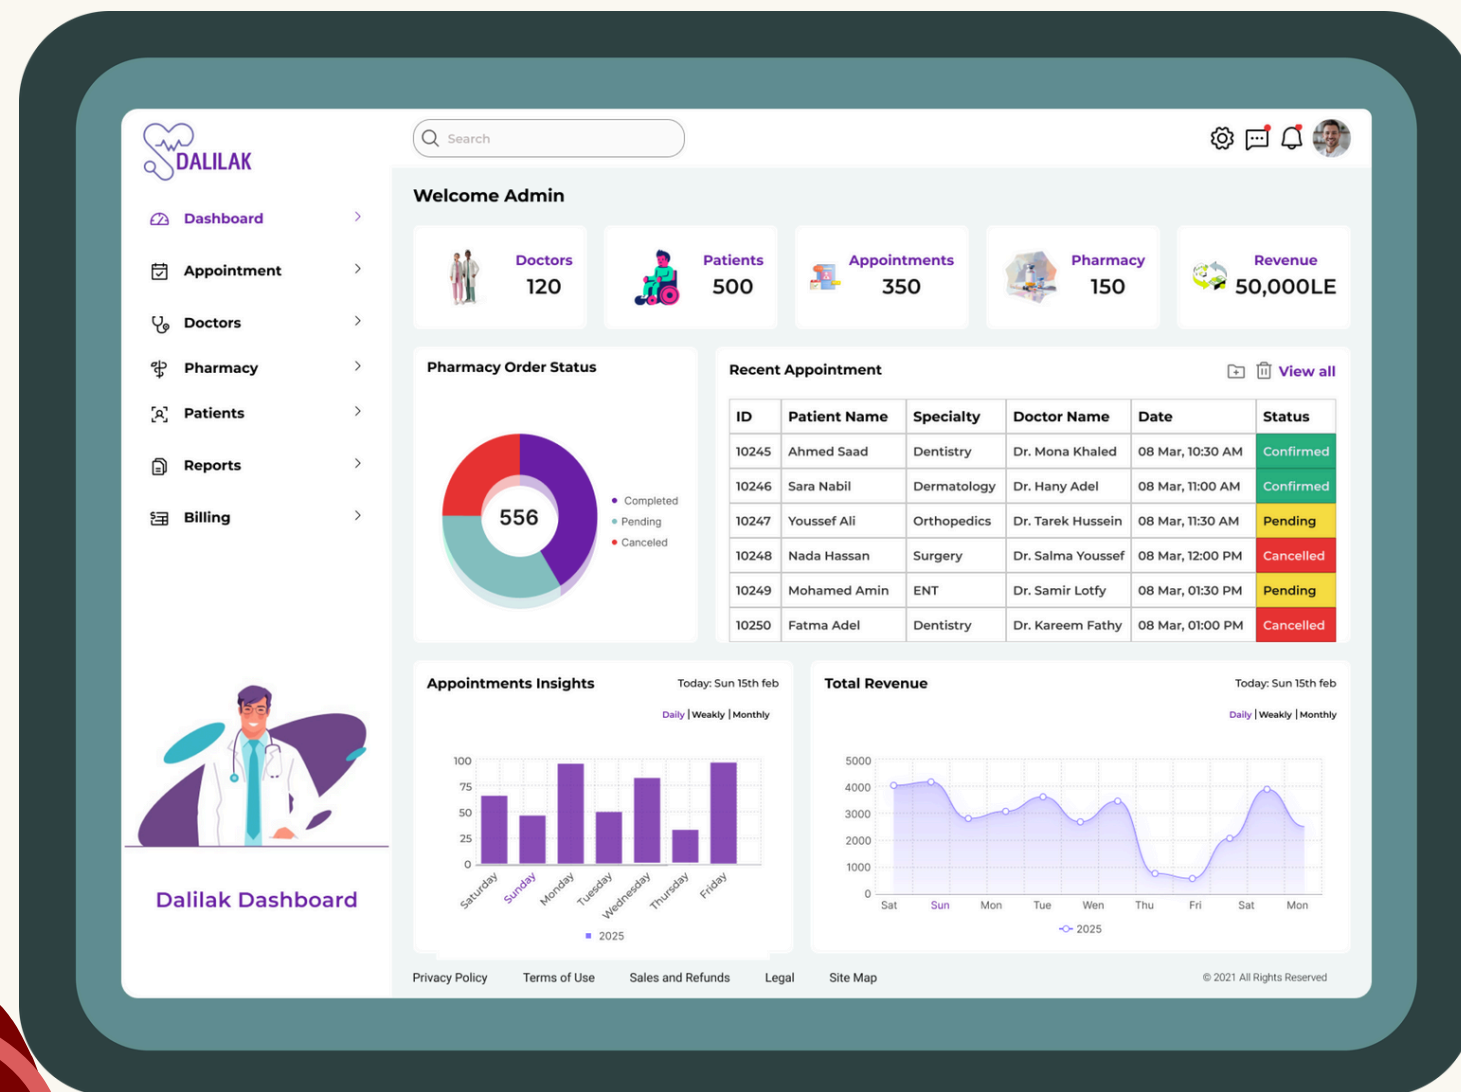 DALILAK
Search
Dashboard
Appointment
Doctors
Pharmacy
Patients
Reports
Billing
Dalilak Dashboard
Welcome Admin
Doctors
120
Patients
500
Appointments
350
Pharmacy
150
Revenue
50,000LE
Pharmacy Order Status
556
Completed
Pending
Canceled
Recent Appointment
View all
ID Patient Name Specialty Doctor Name Date Status
10245 Ahmed Saad Dentistry Dr. Mona Khaled 08 Mar, 10:30 AM Confirmed
10246 Sara Nabil Dermatology Dr. Hany Adel 08 Mar, 11:00 AM Confirmed
10247 Youssef Ali Orthopedics Dr. Tarek Hussein 08 Mar, 11:30 AM Pending
10248 Nada Hassan Surgery Dr. Salma Youssef 08 Mar, 12:00 PM Cancelled
10249 Mohamed Amin ENT Dr. Samir Lotfy 08 Mar, 01:30 PM Pending
10250 Fatma Adel Dentistry Dr. Kareem Fathy 08 Mar, 01:00 PM Cancelled
Appointments Insights Today: Sun 15th feb
Daily | Weakly | Monthly
100
75
50
25
0
Saturday Sunday Monday Tuesday Wednesday Thursday Friday
2025
Total Revenue Today: Sun 15th feb
Daily | Weakly | Monthly
5000
4000
3000
2000
1000
0
Sat Sun Mon Tue Wen Thu Fri Sat Mon
2025
Privacy Policy Terms of Use Sales and Refunds Legal Site Map © 2021 All Rights Reserved